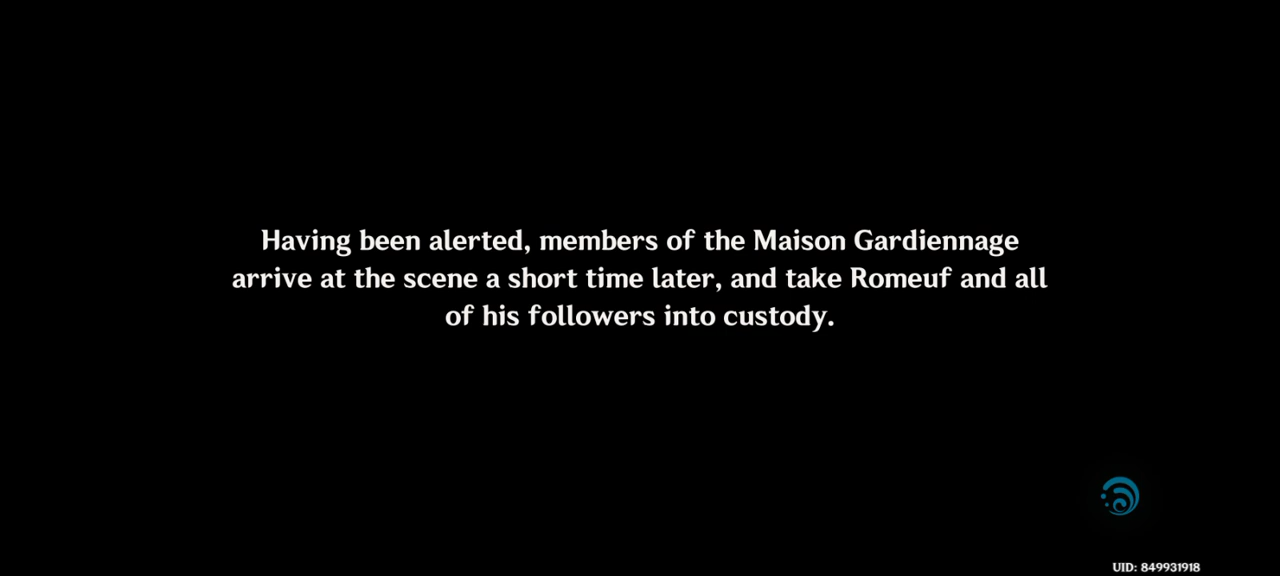 Having been alerted, members of the Maison Gardiennage
arrive at the scene a short time later, and take Romeuf and all
of his followers into custody.
UID: 849931918